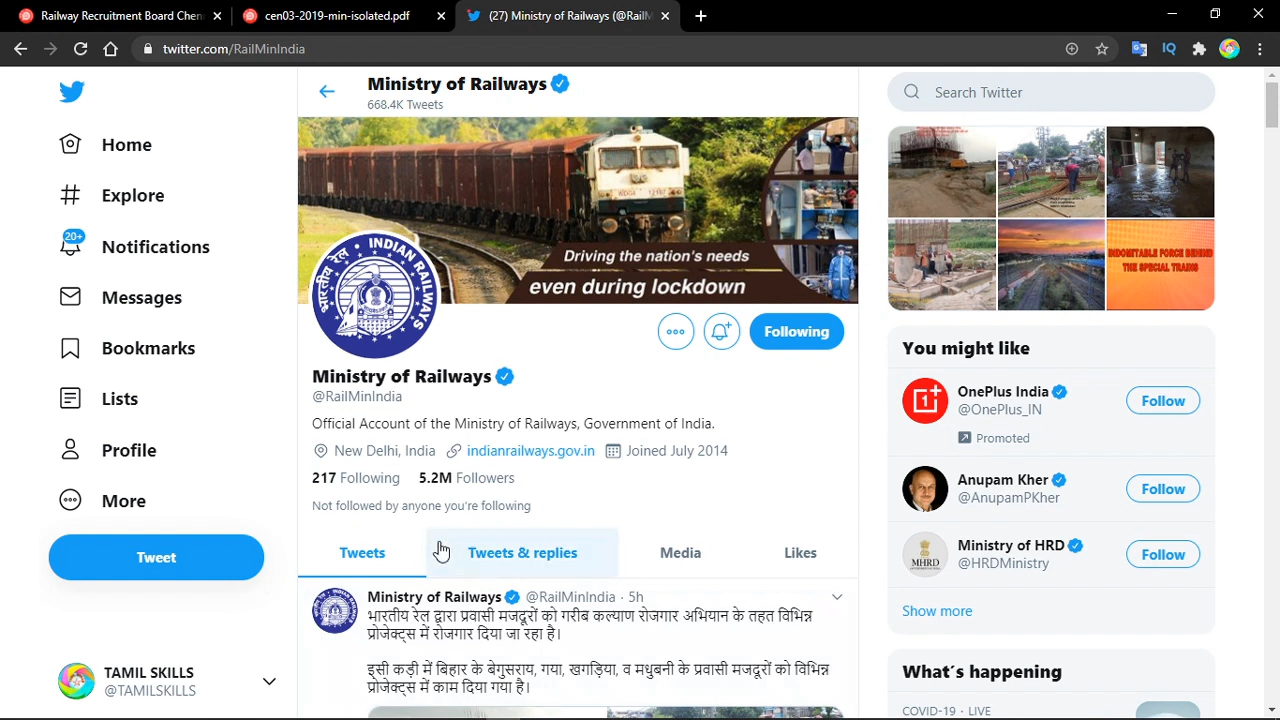 Railway Recruitment Board Chen
cen03-2019-min-isolated.pdf
(27) Ministry of Railways (@RailM
twitter.com/RailMinIndia
IQ
Ministry of Railways
668.4K Tweets
Search Twitter
Home
Explore
20+
Notifications
Messages
Bookmarks
Lists
Profile
More
Tweet
TAMIL SKILLS
@TAMILSKILLS
Driving the nation's needs
even during lockdown
भारतीय रेल INDIAN RAILWAYS
Following
Ministry of Railways
@RailMinIndia
Official Account of the Ministry of Railways, Government of India.
New Delhi, India indianrailways.gov.in Joined July 2014
217 Following 5.2M Followers
Not followed by anyone you're following
Tweets Tweets & replies Media Likes
Ministry of Railways @RailMinIndia · 5h
भारतीय रेल द्वारा प्रवासी मजदूरों को गरीब कल्याण रोजगार अभियान के तहत विभिन्न
प्रोजेक्ट्स में रोजगार दिया जा रहा है।
इसी कड़ी में बिहार के बेगुसराय, गया, खगड़िया, व मधुबनी के प्रवासी मजदूरों को विभिन्न
प्रोजेक्ट्स में काम दिया गया है।
INDOMITABLE FORCE BEHIND
THE SPECIAL TRAINS
You might like
OnePlus India
@OnePlus_IN
Promoted
Follow
Anupam Kher
@AnupamPKher
Follow
MHRD
Ministry of HRD
@HRDMinistry
Follow
Show more
What's happening
COVID-19 · LIVE